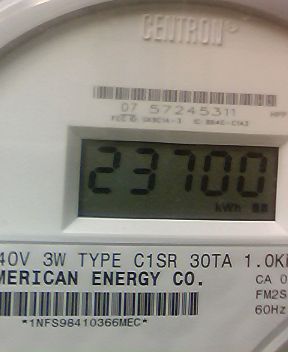 CENTRON®
07 57245311
23700
kWh
40V 3W TYPE C1SR 30TA 1.0K
MERICAN ENERGY CO.
CA 0
FM2S
60Hz
*1NFS98410366MEC*